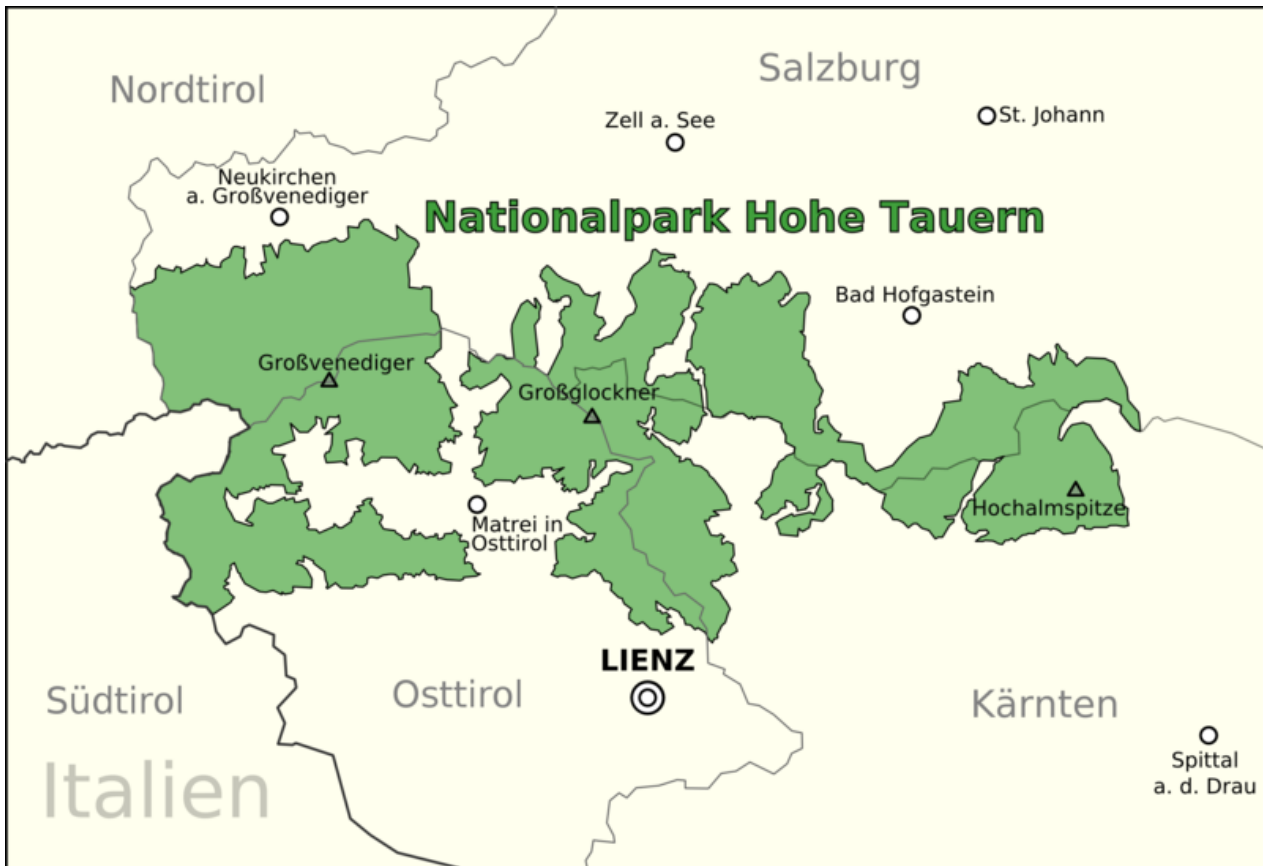 Nordtirol
Salzburg
Zell a. See
St. Johann
Neukirchen
a. Großvenediger
Nationalpark Hohe Tauern
Bad Hofgastein
Großvenediger
Großglockner
Hochalmspitze
Matrei in
Osttirol
LIENZ
Südtirol
Osttirol
Kärnten
Italien
Spittal
a. d. Drau